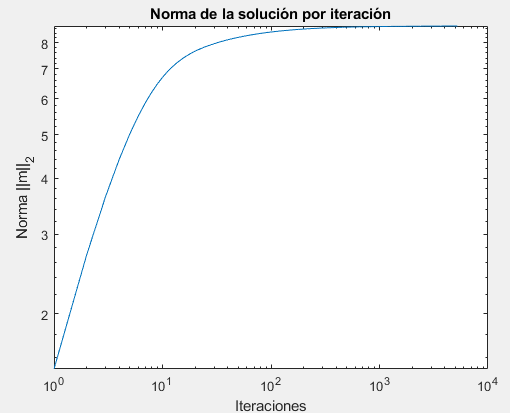 Norma de la solución por iteración
Norma ||m||2
8
7
6
5
4
3
2
10^0 10^1 10^2 10^3 10^4
Iteraciones